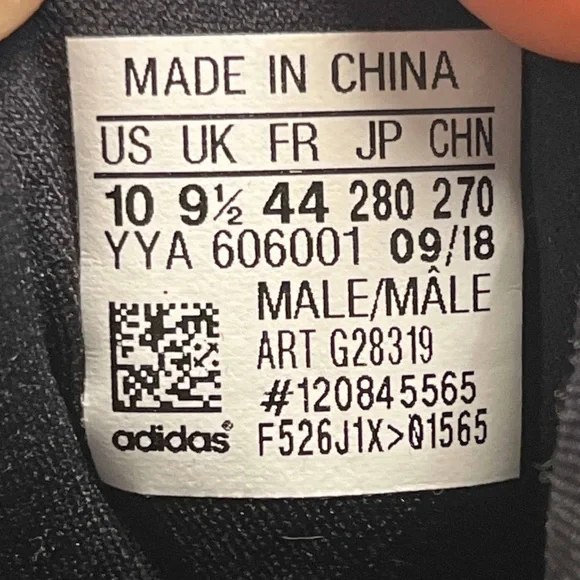 MADE IN CHINA
US UK FR JP CHN
10 9½ 44 280 270
YYA 606001 09/18
MALE/MÂLE
ART G28319
#120845565
adidas® F526J1X>01565